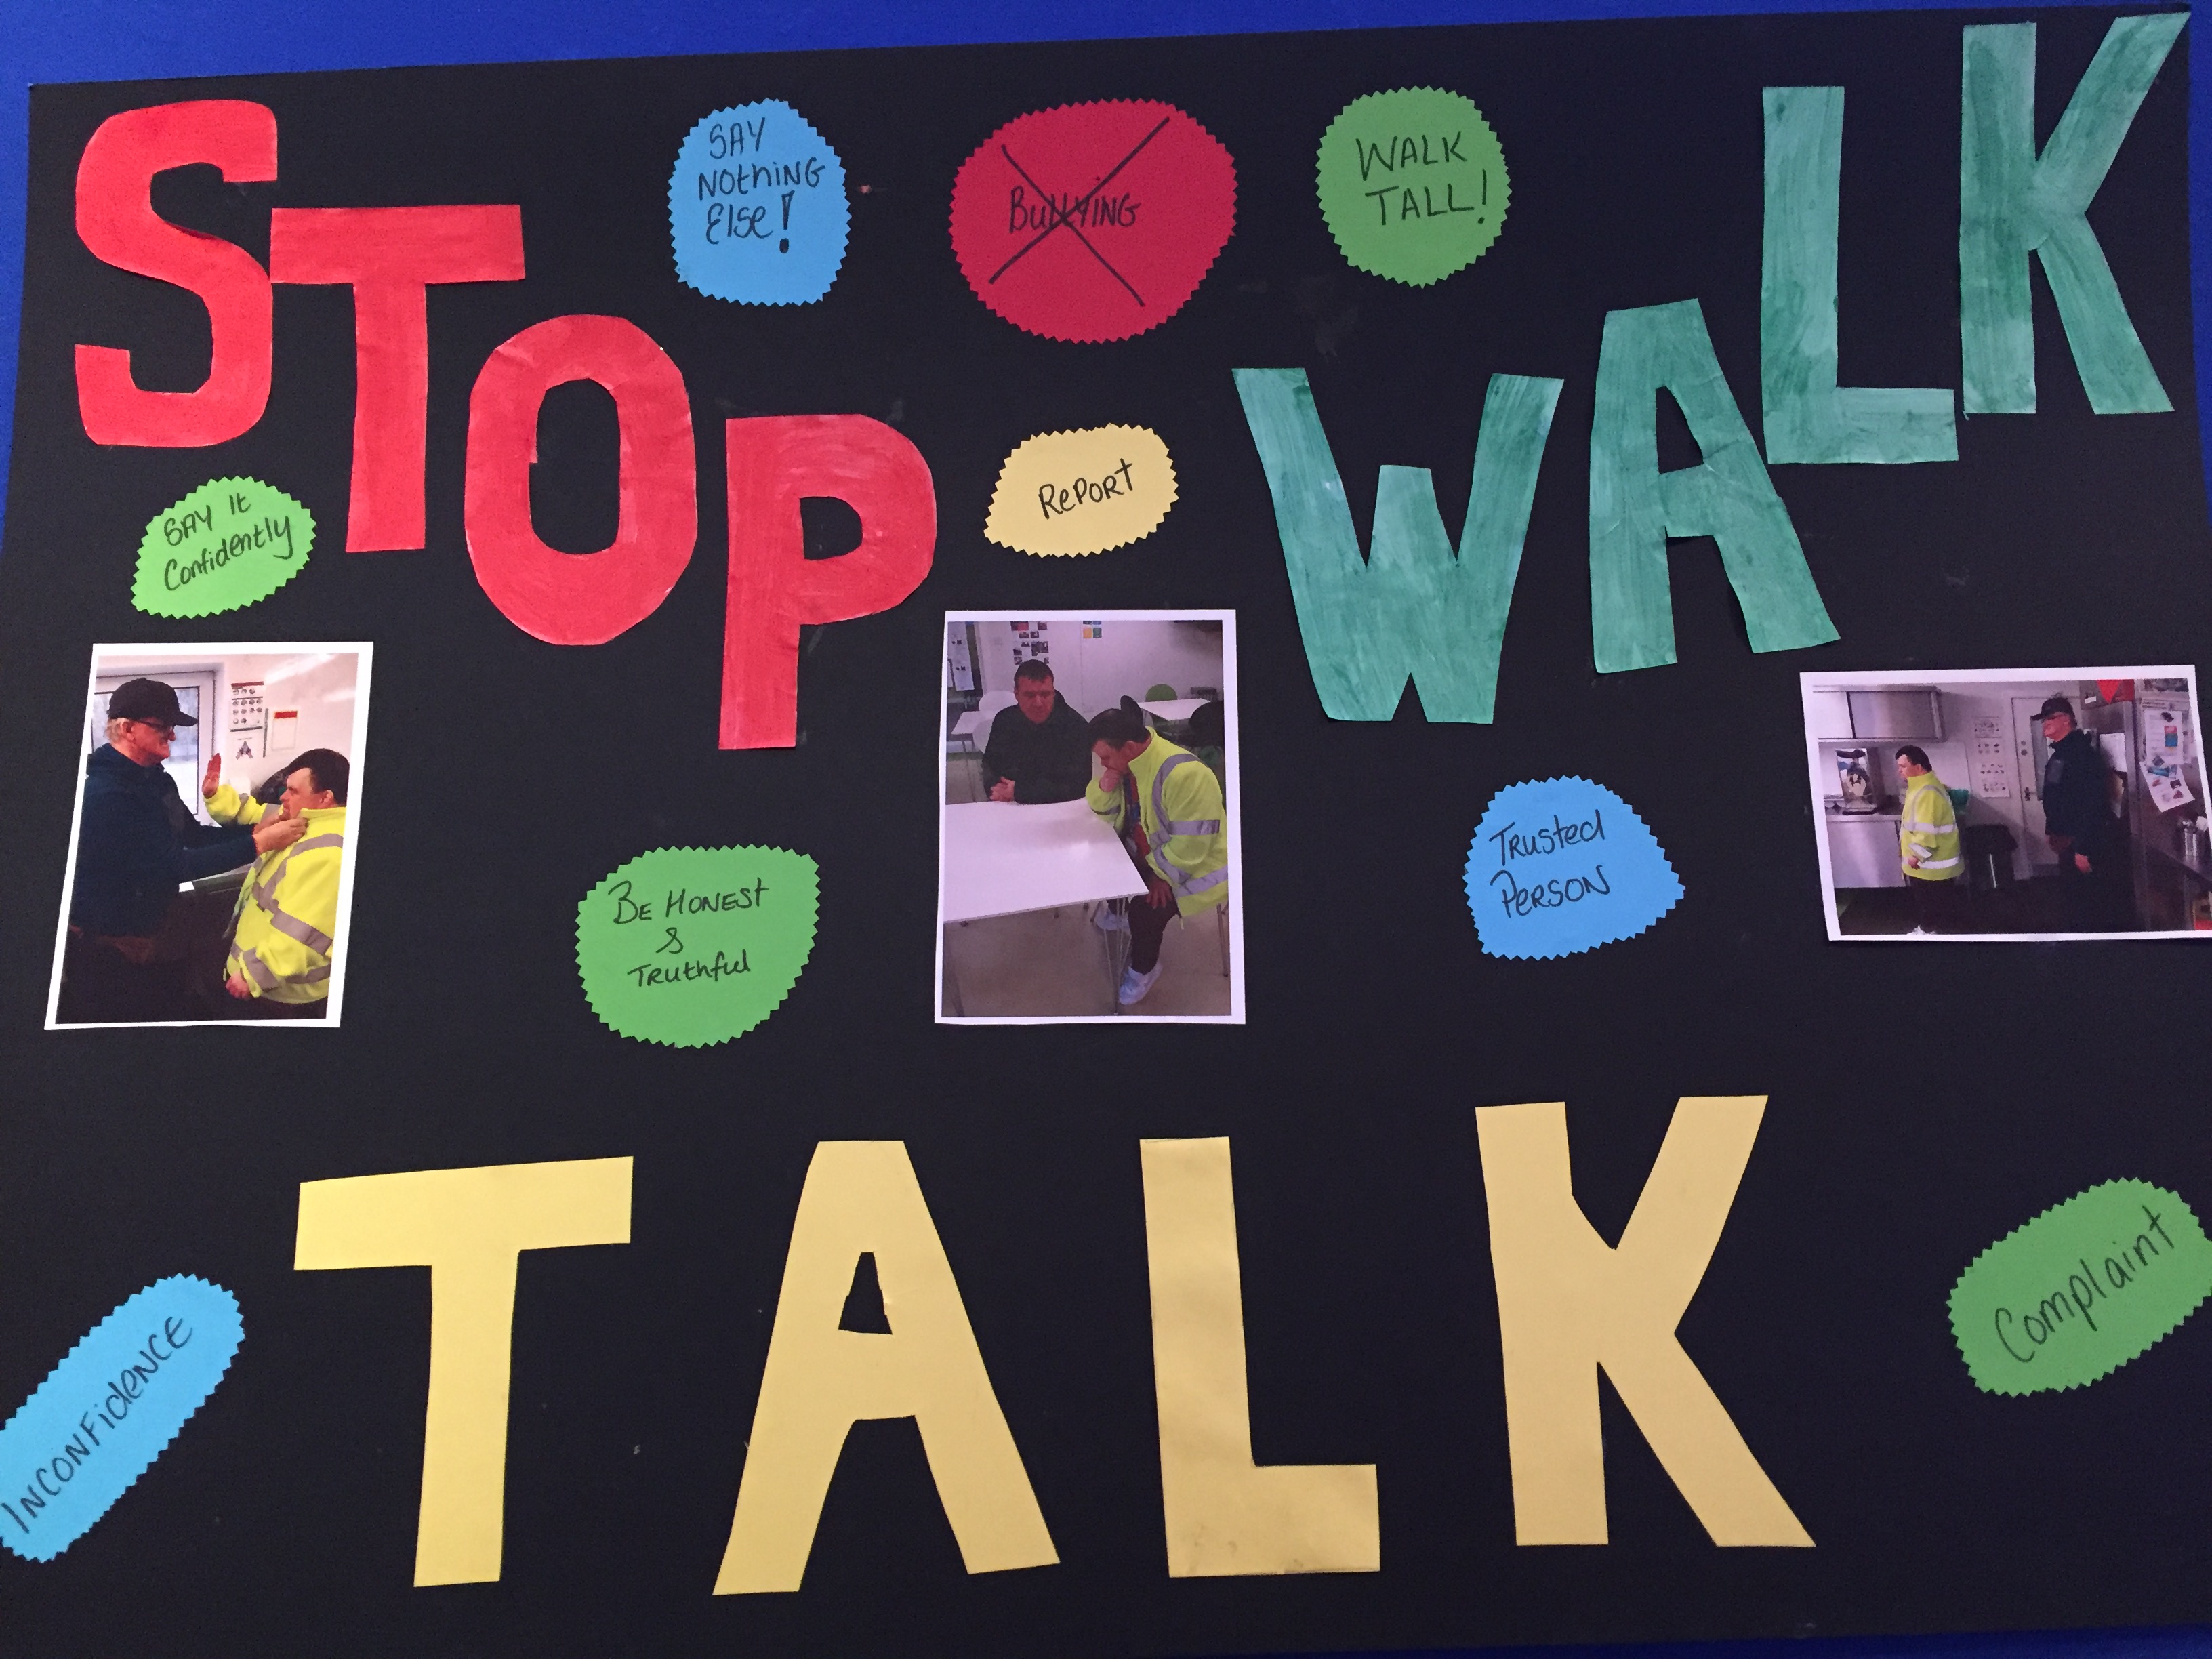 STOP
WALK
SAY
NOthING
Else!
BullYING
WALK
TALL!
SAY It
Confidently
RePORt
BE HONESt
&
TRuthful
TRusted
PeRSON
TALK
INCONFidENCE
Complaint